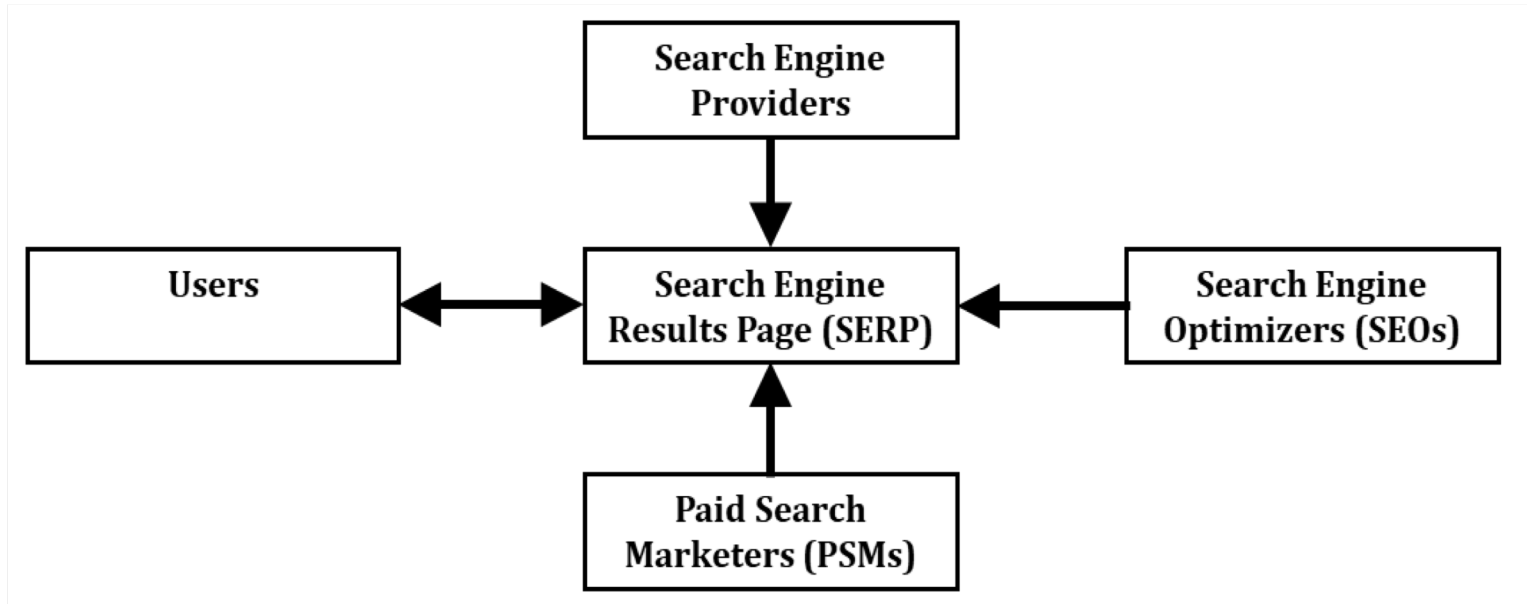 Search Engine
Providers
Users
Search Engine
Results Page (SERP)
Search Engine
Optimizers (SEOs)
Paid Search
Marketers (PSMs)